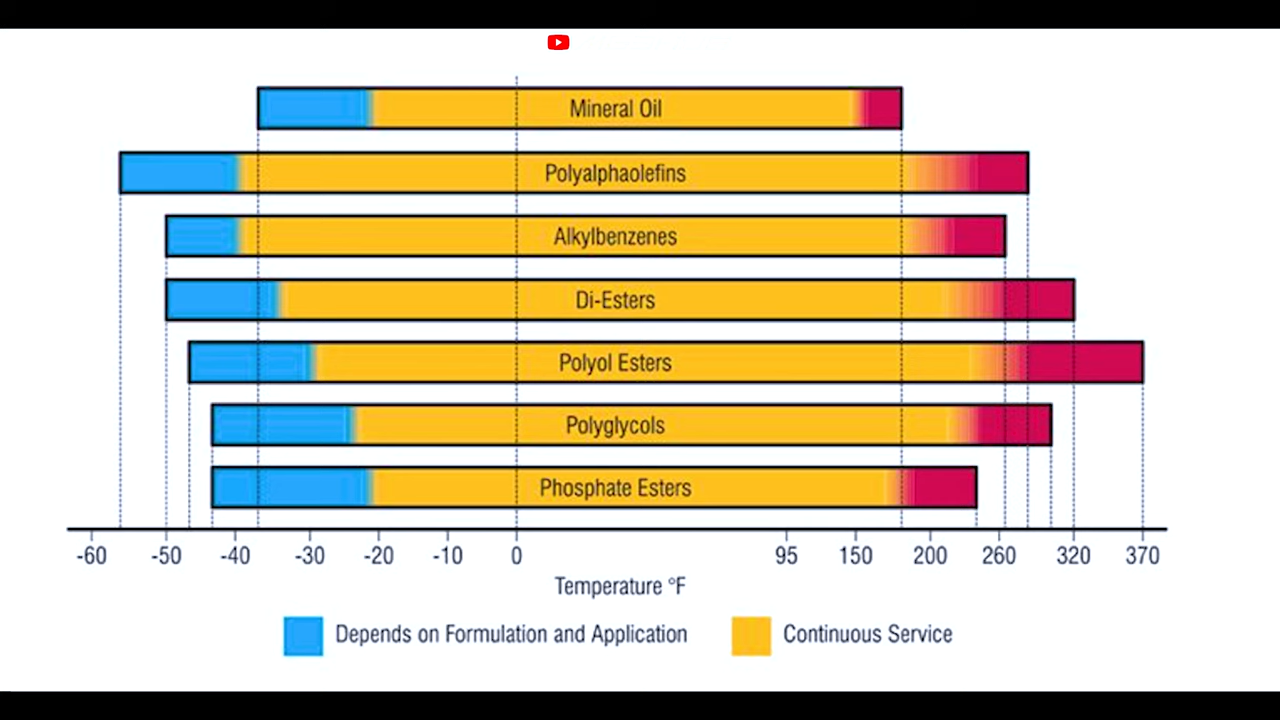 Mineral Oil
Polyalphaolefins
Alkylbenzenes
Di-Esters
Polyol Esters
Polyglycols
Phosphate Esters
-60 -50 -40 -30 -20 -10 0 95 150 200 260 320 370
Temperature °F
Depends on Formulation and Application Continuous Service